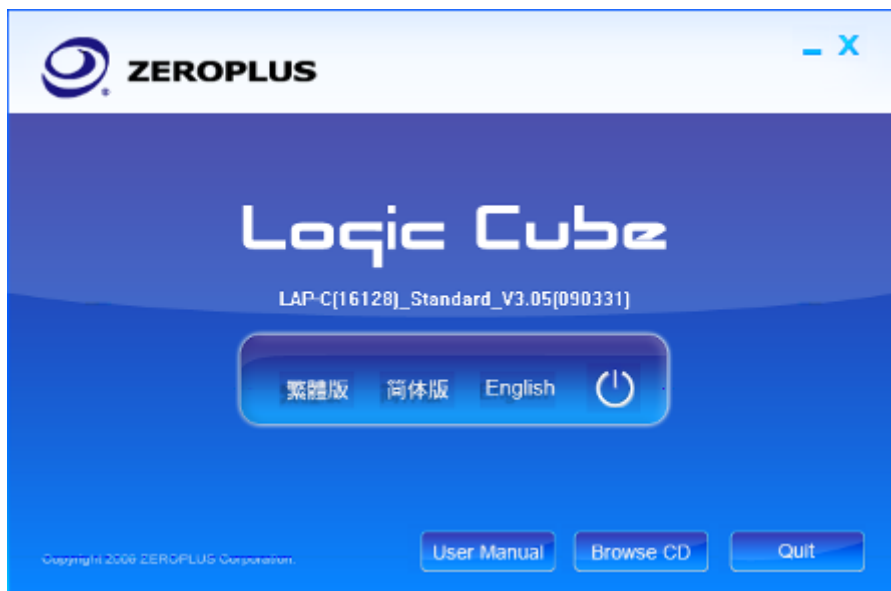 ZEROPLUS
Logic Cube
LAP-C(16128)_Standard_V3.05(090331)
繁體版 简体版 English
User Manual Browse CD Quit
Copyright 2006 ZEROPLUS Corporation.